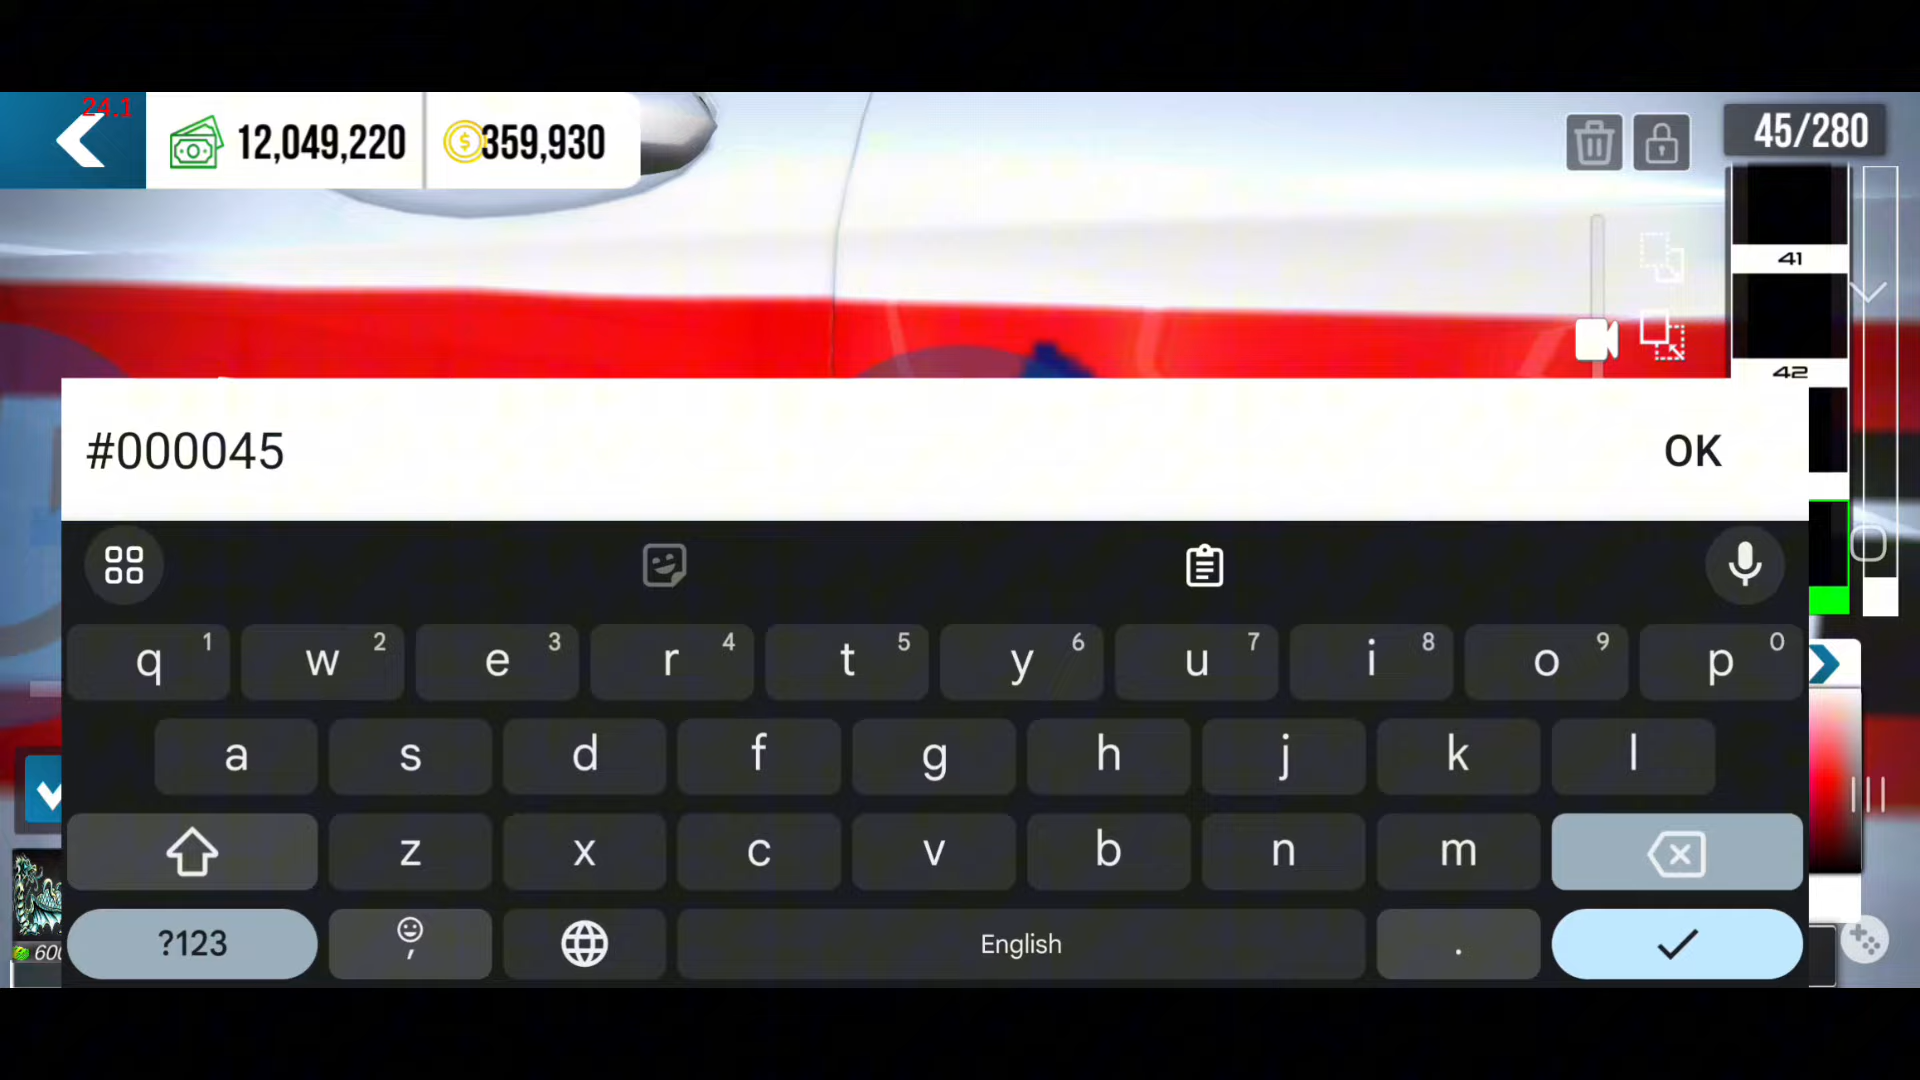 24.1
12,049,220
359,930
45/280
41
42
#000045
OK
q 1 w 2 e 3 r 4 t 5 y 6 u 7 i 8 o 9 p 0
a s d f g h j k l
z x c v b n m
600
?123 , English .